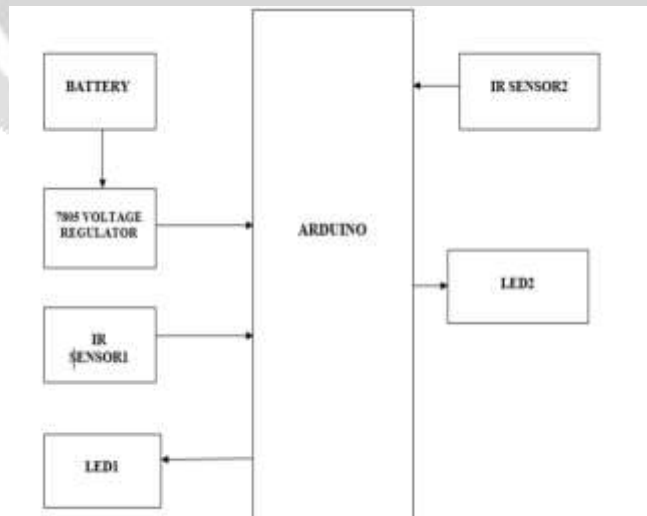 BATTERY
7805 VOLTAGE
REGULATOR
IR
SENSOR1
LED1
ARDUINO
IR SENSOR2
LED2